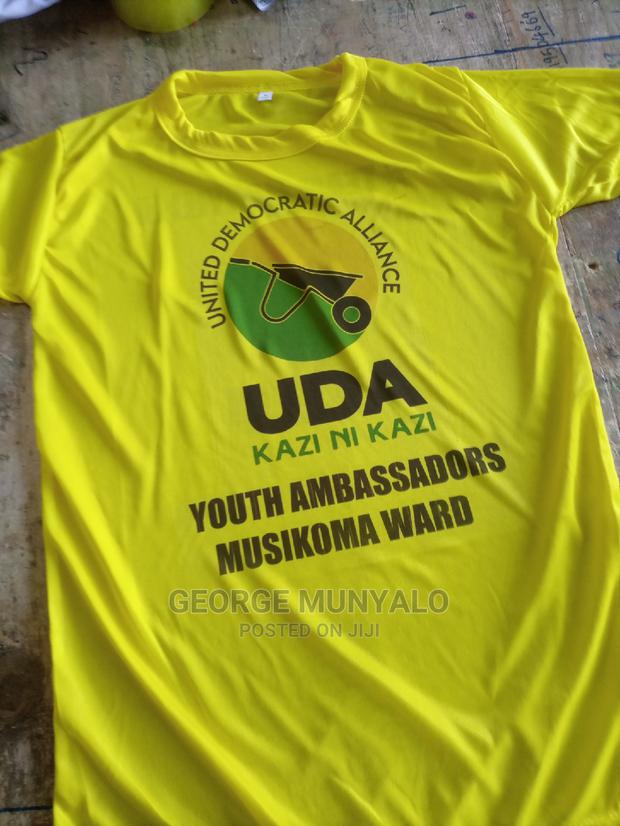 UNITED DEMOCRATIC ALLIANCE
UDA
KAZI NI KAZI
YOUTH AMBASSADORS
MUSIKOMA WARD
GEORGE MUNYALO
POSTED ON JIJI